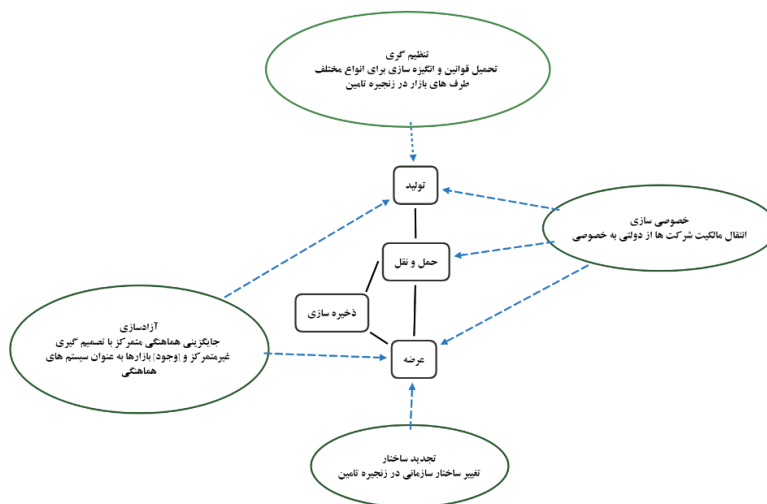 تنظیم گری
تحمیل قوانین و انگیزه سازی برای انواع مختلف
طرف های بازار در زنجیره تامین
تولید
خصوصی سازی
انتقال مالکیت شرکت ها از دولتی به خصوصی
حمل و نقل
ذخیره سازی
آزادسازی
جایگزینی هماهنگی متمرکز با تصمیم گیری
غیرمتمرکز و (وجود) بازارها به عنوان سیستم های
هماهنگی
عرضه
تجدید ساختار
تغییر ساختار سازمانی در زنجیره تامین